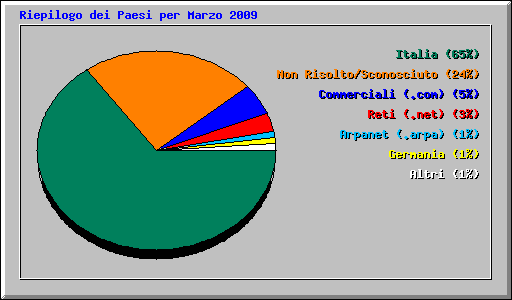 Riepilogo dei Paesi per Marzo 2009
Italia (65%)
Non Risolto/Sconosciuto (24%)
Commerciali (.com) (5%)
Reti (.net) (3%)
Arpanet (.arpa) (1%)
Germania (1%)
Altri (1%)